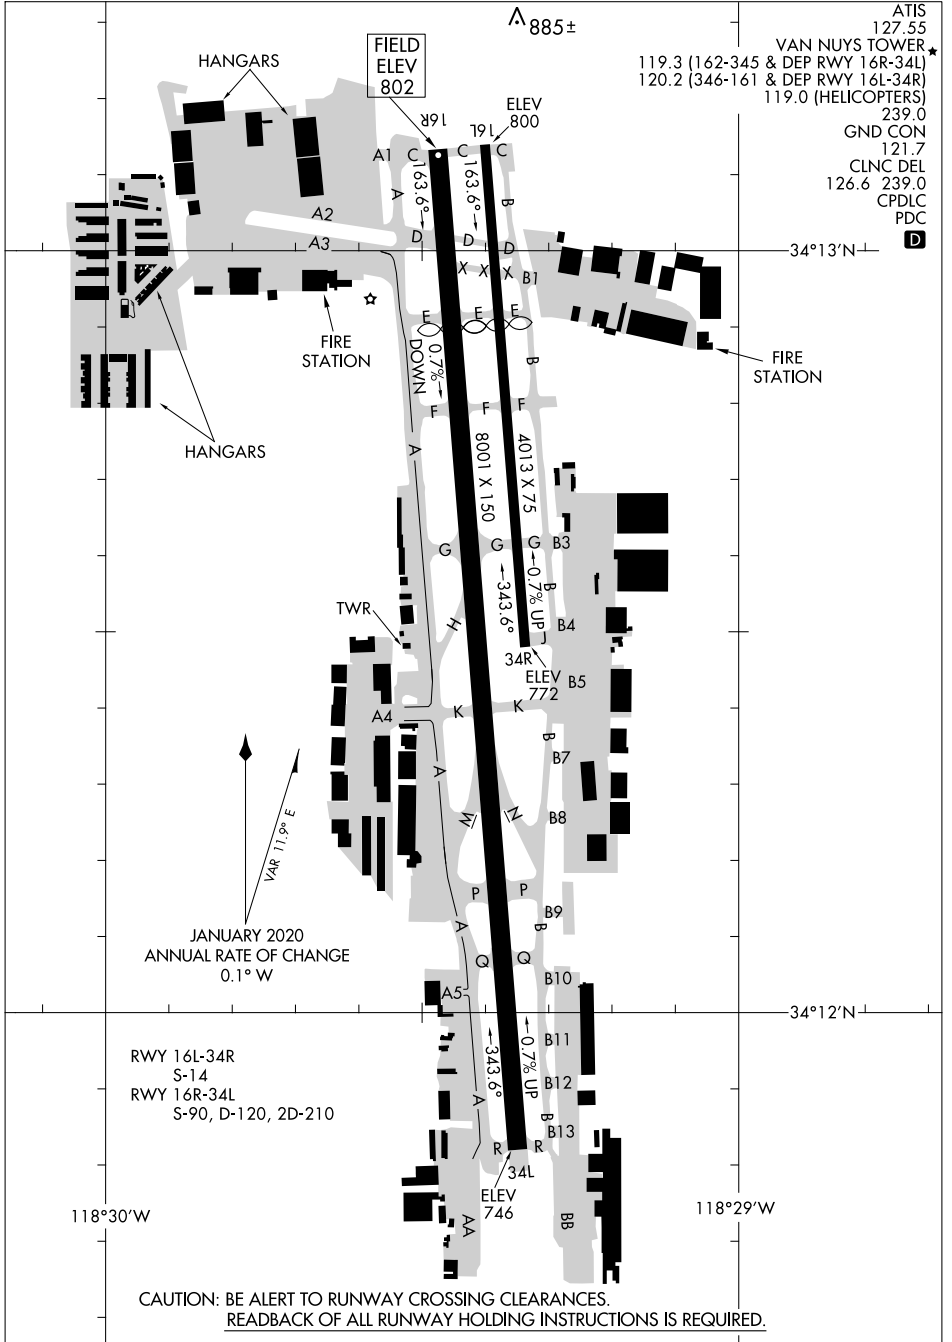 885±
ATIS
127.55
VAN NUYS TOWER
119.3 (162-345 & DEP RWY 16R-34L)
120.2 (346-161 & DEP RWY 16L-34R)
119.0 (HELICOPTERS)
239.0
GND CON
121.7
CLNC DEL
126.6 239.0
CPDLC
PDC
D
FIELD
ELEV
802
HANGARS
16R
16L
ELEV
800
A1
C
C
C
163.6°
163.6°
A
B
A2
A3
D
D
D
34°13'N
X
X
X
B1
E
E
E
FIRE
STATION
FIRE
STATION
0.7%
DOWN
B
F
F
F
HANGARS
A
8001 X 150
4013 X 75
G
G
G
B3
343.6°
0.7% UP
B
TWR
H
B4
34R
ELEV
772
B5
A4
K
K
B
B7
A
VAR 11.9° E
M
N
B8
P
P
B9
A
B
JANUARY 2020
ANNUAL RATE OF CHANGE
0.1° W
Q
Q
B10
A5
34°12'N
343.6°
0.7% UP
B11
RWY 16L-34R
S-14
RWY 16R-34L
S-90, D-120, 2D-210
B12
A
B
B13
R
R
34L
ELEV
746
118°30'W
118°29'W
AA
BB
CAUTION: BE ALERT TO RUNWAY CROSSING CLEARANCES.
READBACK OF ALL RUNWAY HOLDING INSTRUCTIONS IS REQUIRED.